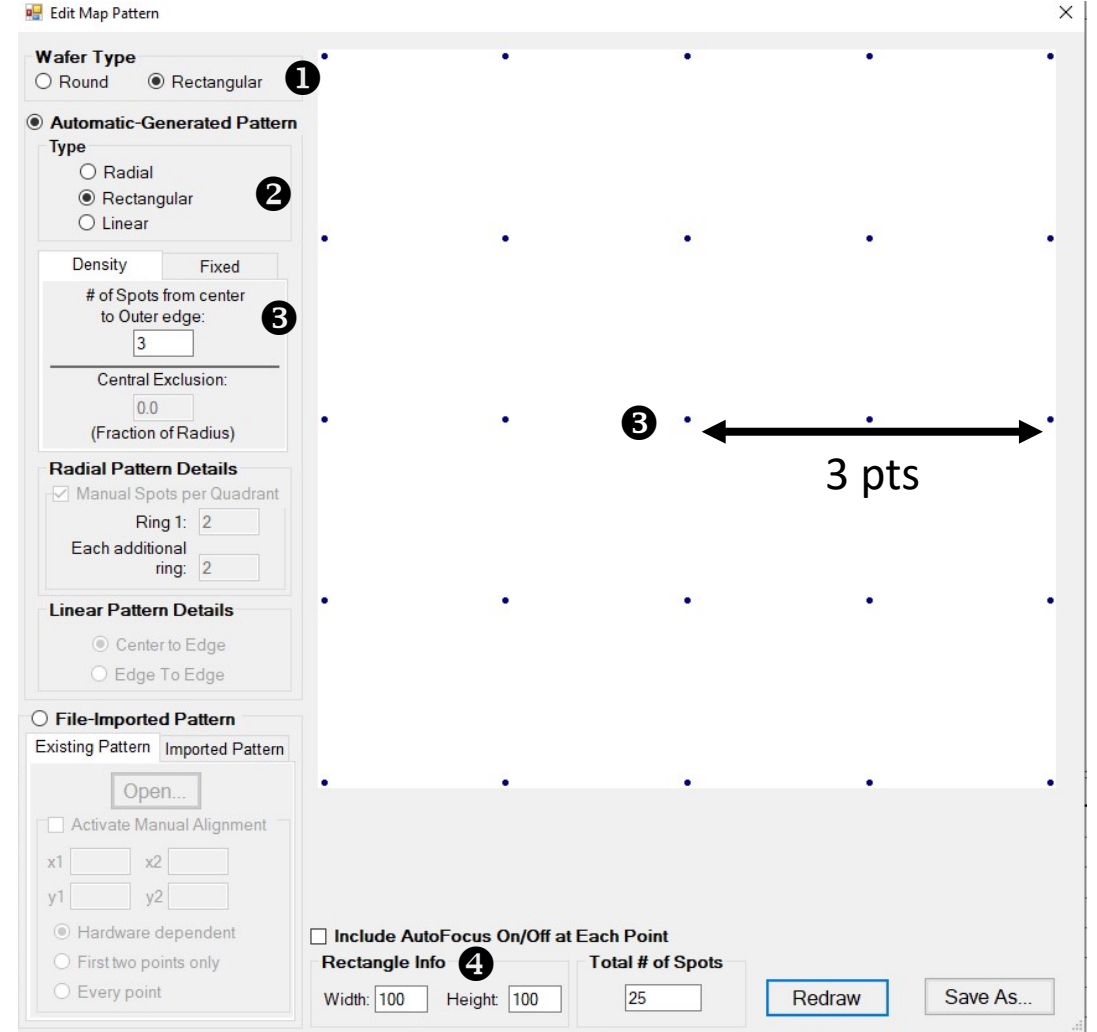 Edit Map Pattern
Wafer Type
Round Rectangular ❶
Automatic-Generated Pattern
Type
Radial
Rectangular ❷
Linear
Density Fixed
# of Spots from center
to Outer edge: ❸
3
Central Exclusion:
0.0
(Fraction of Radius)
❸
3 pts
Radial Pattern Details
Manual Spots per Quadrant
Ring 1: 2
Each additional
ring: 2
Linear Pattern Details
Center to Edge
Edge To Edge
File-Imported Pattern
Existing Pattern Imported Pattern
Open...
Activate Manual Alignment
x1 x2
y1 y2
Hardware dependent
First two points only
Every point
Include AutoFocus On/Off at Each Point
Rectangle Info ❹
Width: 100 Height: 100
Total # of Spots
25
Redraw
Save As...